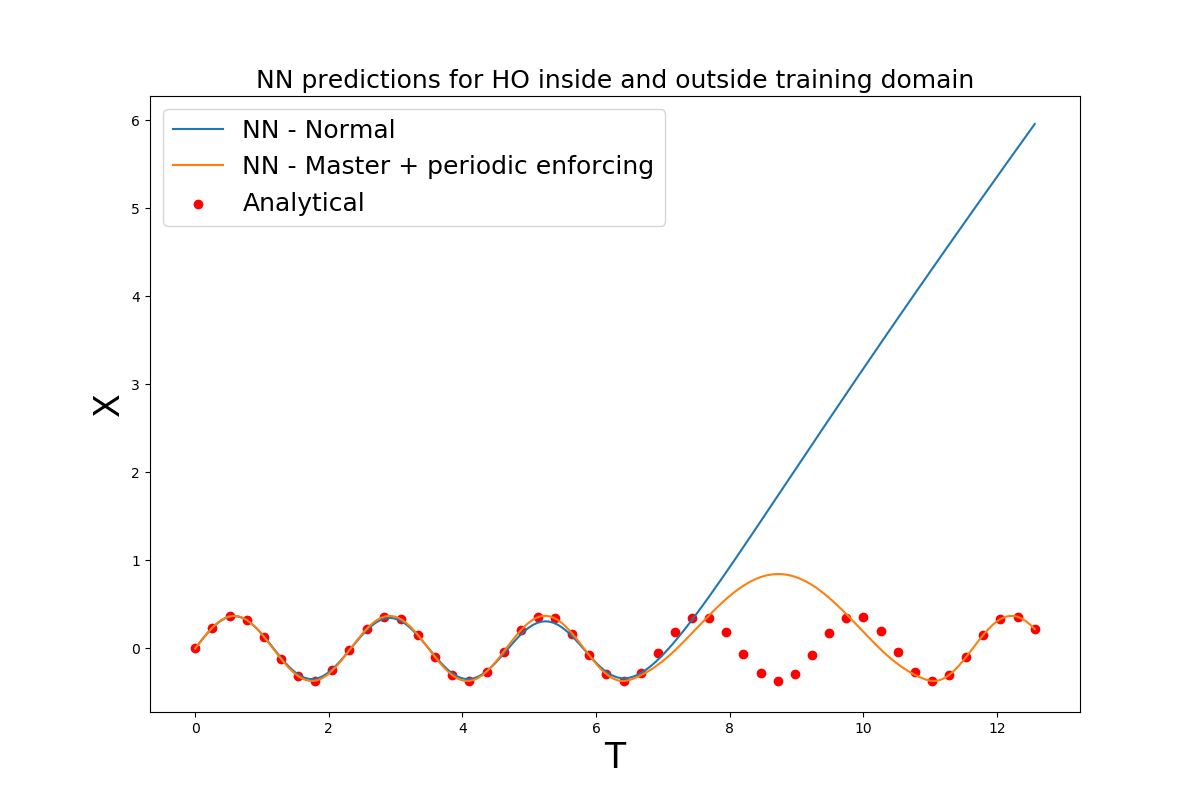 NN predictions for HO inside and outside training domain
NN - Normal
NN - Master + periodic enforcing
Analytical
6
5
4
3
2
1
0
X
0 2 4 6 8 10 12
T